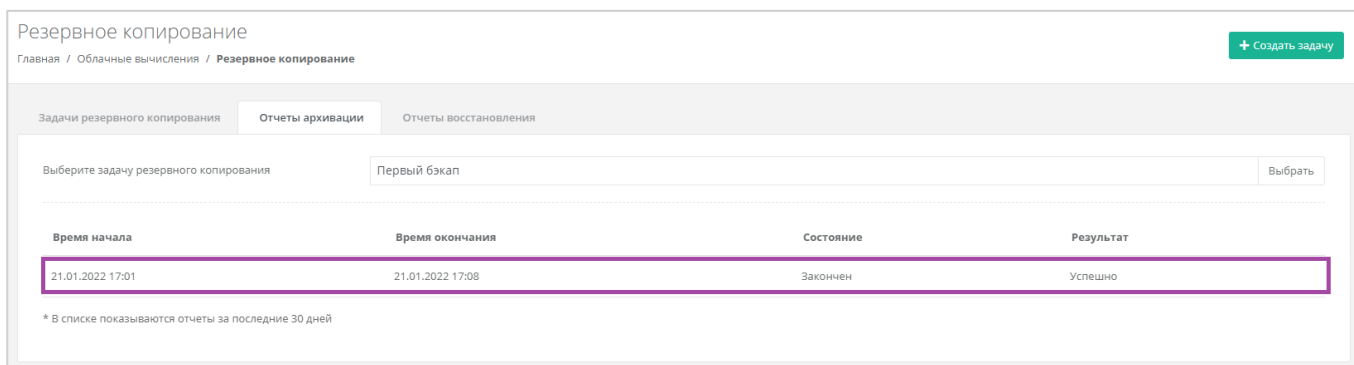 Резервное копирование
+ Создать задачу
Главная / Облачные вычисления / Резервное копирование
Задачи резервного копирования Отчеты архивации Отчеты восстановления
Выберите задачу резервного копирования Первый бэкап Выбрать
Время начала Время окончания Состояние Результат
21.01.2022 17:01 21.01.2022 17:08 Закончен Успешно
* В списке показываются отчеты за последние 30 дней